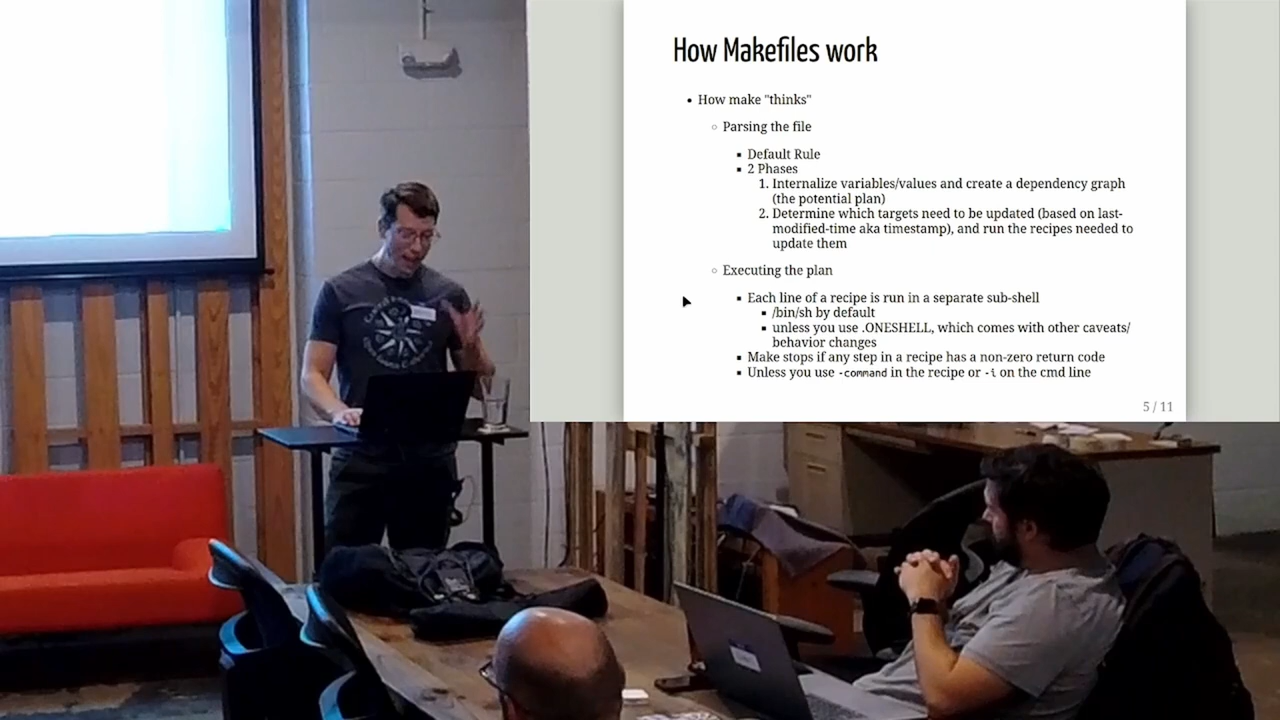 How Makefiles work
• How make "thinks"
○ Parsing the file
▪ Default Rule
▪ 2 Phases
1. Internalize variables/values and create a dependency graph
(the potential plan)
2. Determine which targets need to be updated (based on last-
modified-time aka timestamp), and run the recipes needed to
update them
○ Executing the plan
▪ Each line of a recipe is run in a separate sub-shell
▪ /bin/sh by default
▪ unless you use .ONESHELL, which comes with other caveats/
behavior changes
▪ Make stops if any step in a recipe has a non-zero return code
▪ Unless you use -command in the recipe or -i on the cmd line
5 / 11